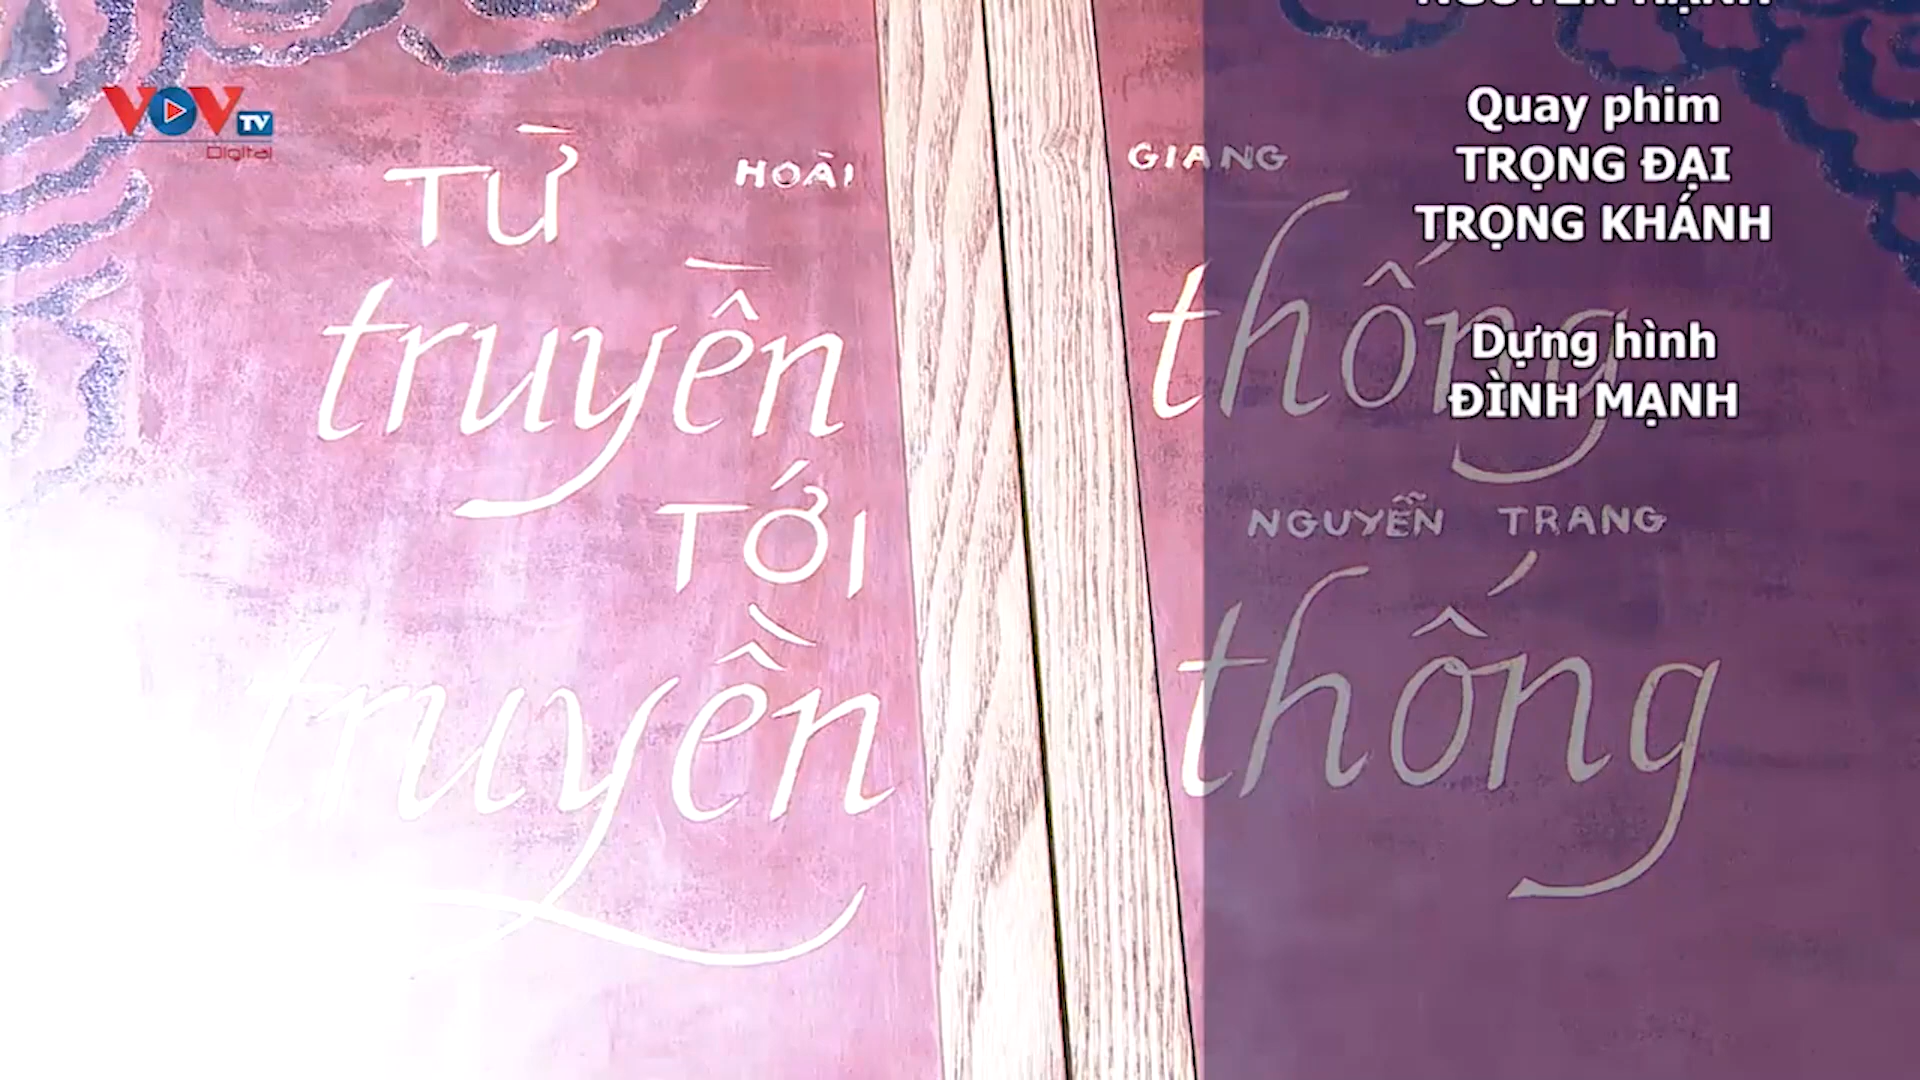 VOV TV
Digital
TỪ HOÀI GIANG
truyền thống
NGUYỄN TRANG
TỚI
truyền thống
Quay phim
TRỌNG ĐẠI
TRỌNG KHÁNH
Dựng hình
ĐÌNH MẠNH